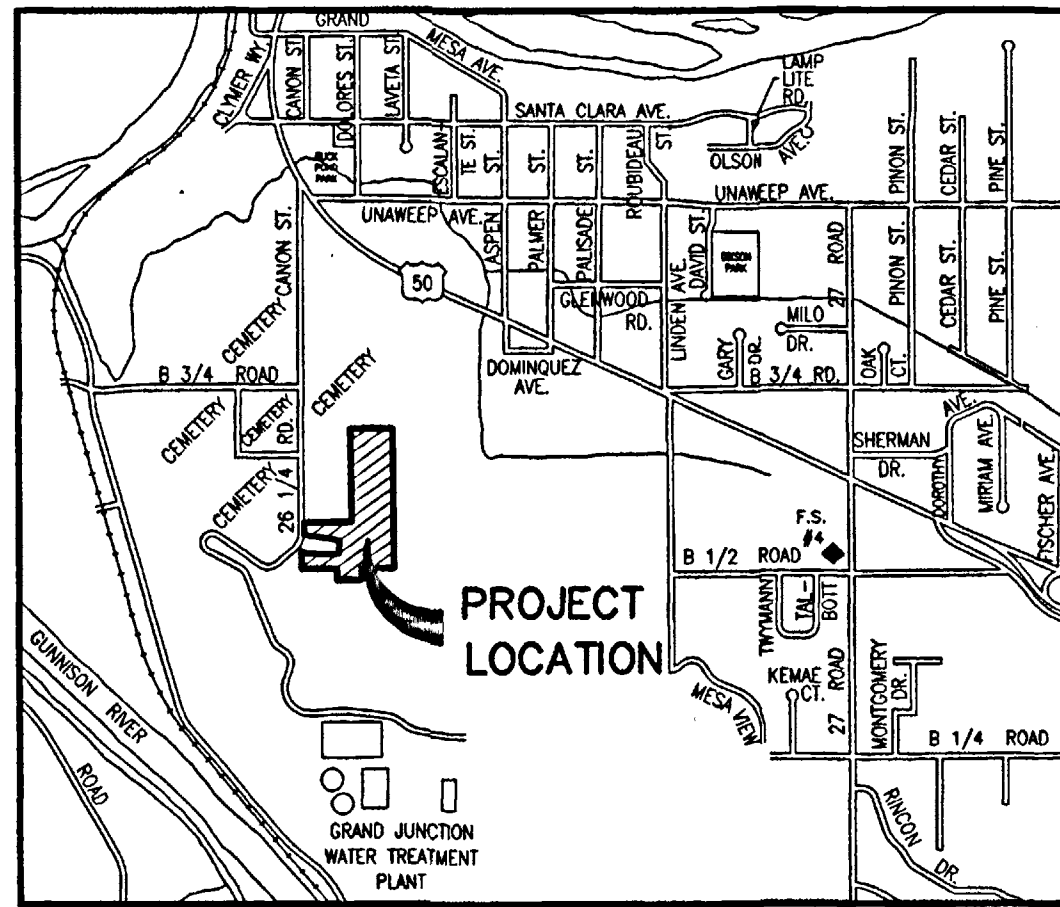 GRAND
MESA AVE.
CLYMER WY
CANON ST.
DOLORES ST.
LAVETA ST.
LAMP
LITE
RD.
SANTA CLARA AVE.
ESCALAN-
TE ST.
ST.
ST.
ST.
ROUBIDEAU
ST.
OLSON
AVE.
PINON ST.
CEDAR ST.
PINE ST.
PARK
UNAWEEP AVE.
UNAWEEP AVE.
CANON ST.
ASPEN
PALMER
PALISADE
LINDEN AVE.
DAVID ST.
PARK
27 ROAD
PINON ST.
CEDAR ST.
PINE ST.
50
GLENWOOD
RD.
MILO
DR.
GARY
DR.
OAK
CT.
DOMINQUEZ
AVE.
B 3/4 RD.
CEMETERY
CEMETERY
B 3/4 ROAD
CEMETERY
CEMETERY
RD.
CEMETERY
26 1/4
SHERMAN
DR.
AVE.
DOROTHY
MIRIAM AVE.
FISCHER AVE.
F.S.
#4
B 1/2 ROAD
PROJECT
LOCATION
TWYMANN
TAL-
BOTT
27 ROAD
KEMAE
CT.
MESA VIEW
MONTGOMERY
DR.
B 1/4 ROAD
GUNNISON RIVER
ROAD
GRAND JUNCTION
WATER TREATMENT
PLANT
RINCON
DR.